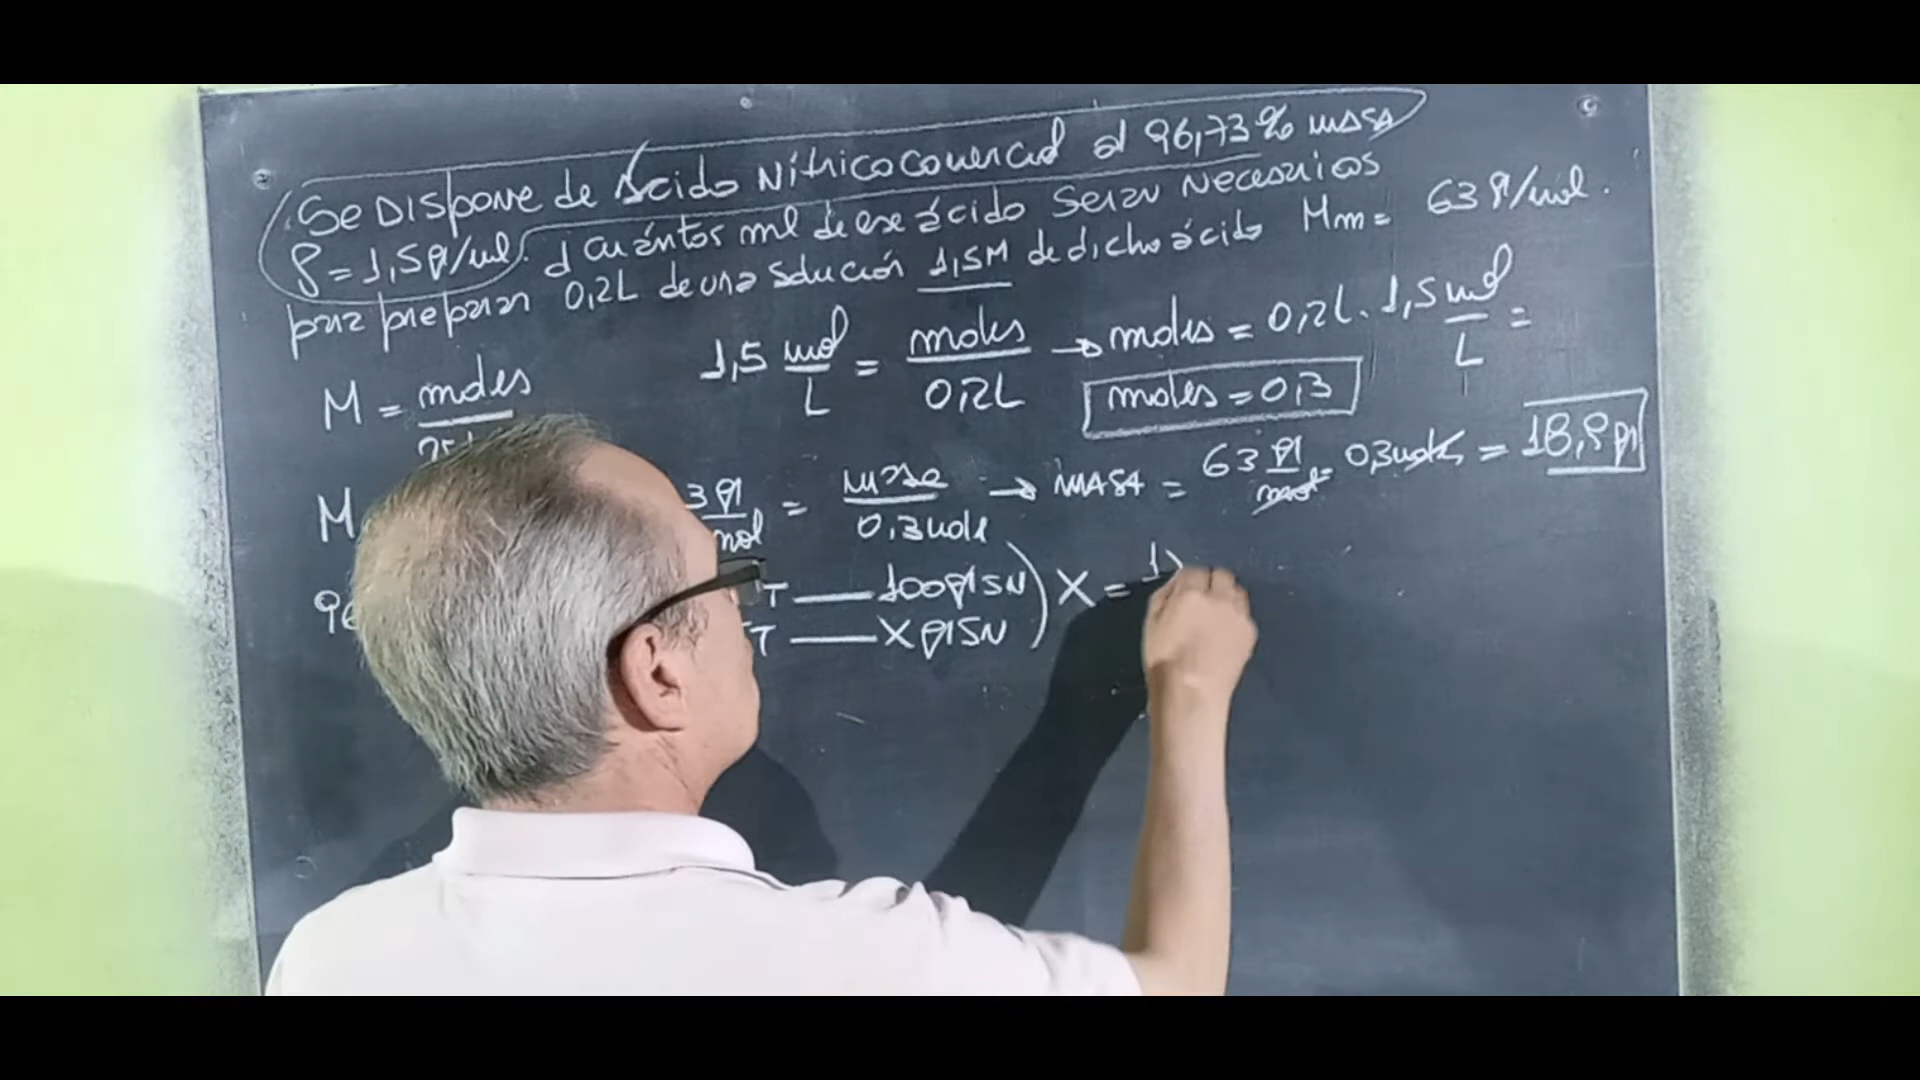 Se Dispone de Ácido Nítrico comercial al 96,73% masa
ρ = 1,5 g/ml. ¿ Cuántos ml de ese ácido Serán Necesarios
para preparar 0,2L de una solución 1,5M de dicho ácido Mm = 63 g/mol.
M = moles
1,5 mol/L = moles/0,2L → moles = 0,2L . 1,5 mol/L =
moles = 0,3
M
3 g/mol = masa/0,3 mole → MASA = 63 g/mol . 0,3 moles = 18,9 g
T — 100 g SN ) X = 1
T — X g SN